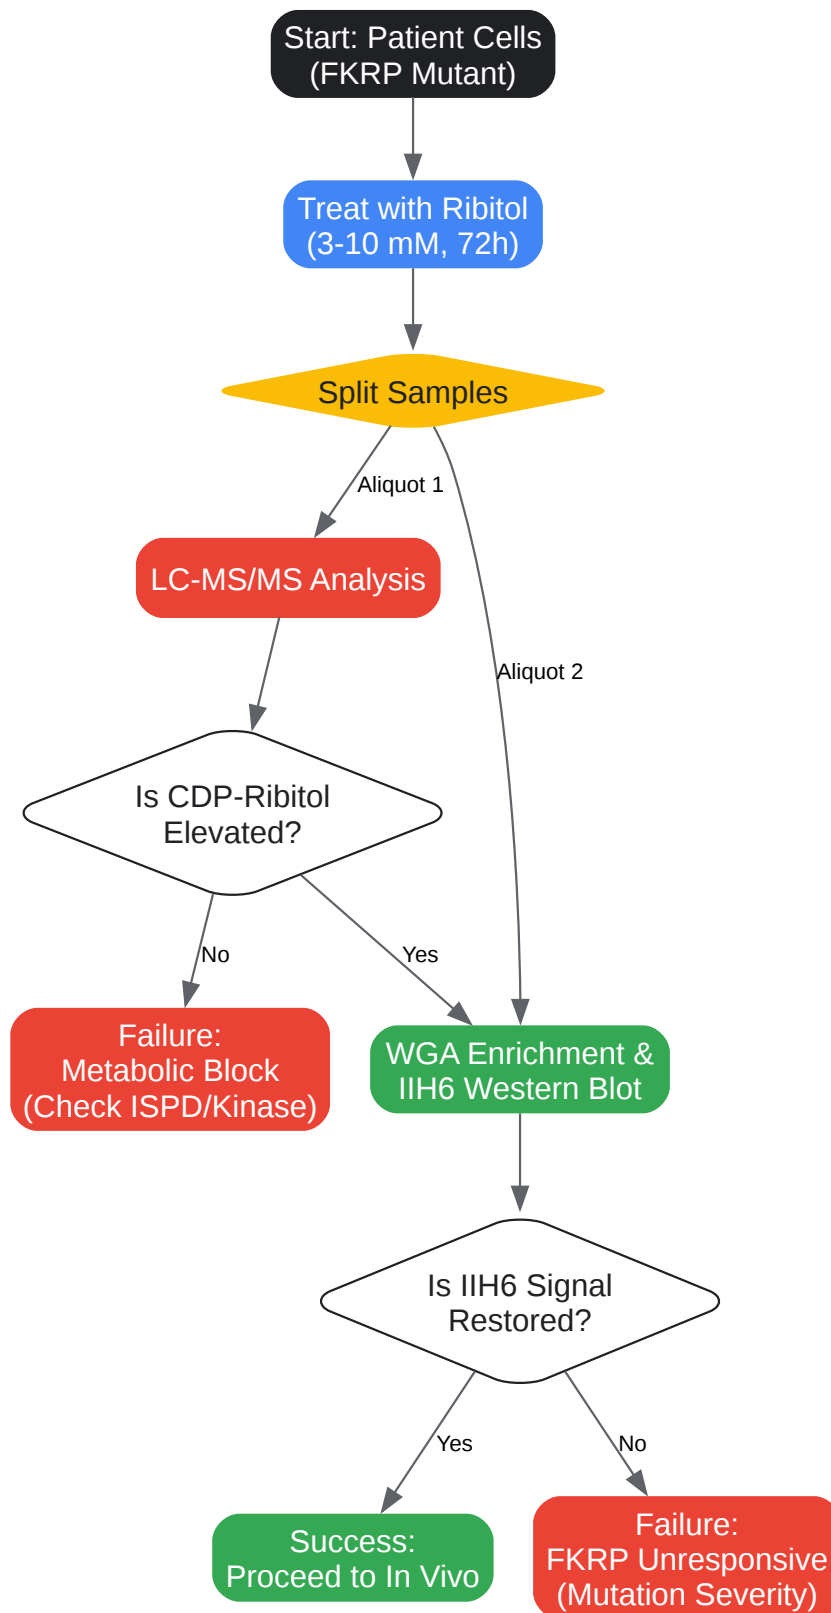 Start: Patient Cells
(FKRP Mutant)
Treat with Ribitol
(3-10 mM, 72h)
Split Samples
Aliquot 1
LC-MS/MS Analysis
Aliquot 2
Is CDP-Ribitol
Elevated?
No
Yes
Failure:
Metabolic Block
(Check ISPD/Kinase)
WGA Enrichment &
IIH6 Western Blot
Is IIH6 Signal
Restored?
Yes
No
Success:
Proceed to In Vivo
Failure:
FKRP Unresponsive
(Mutation Severity)